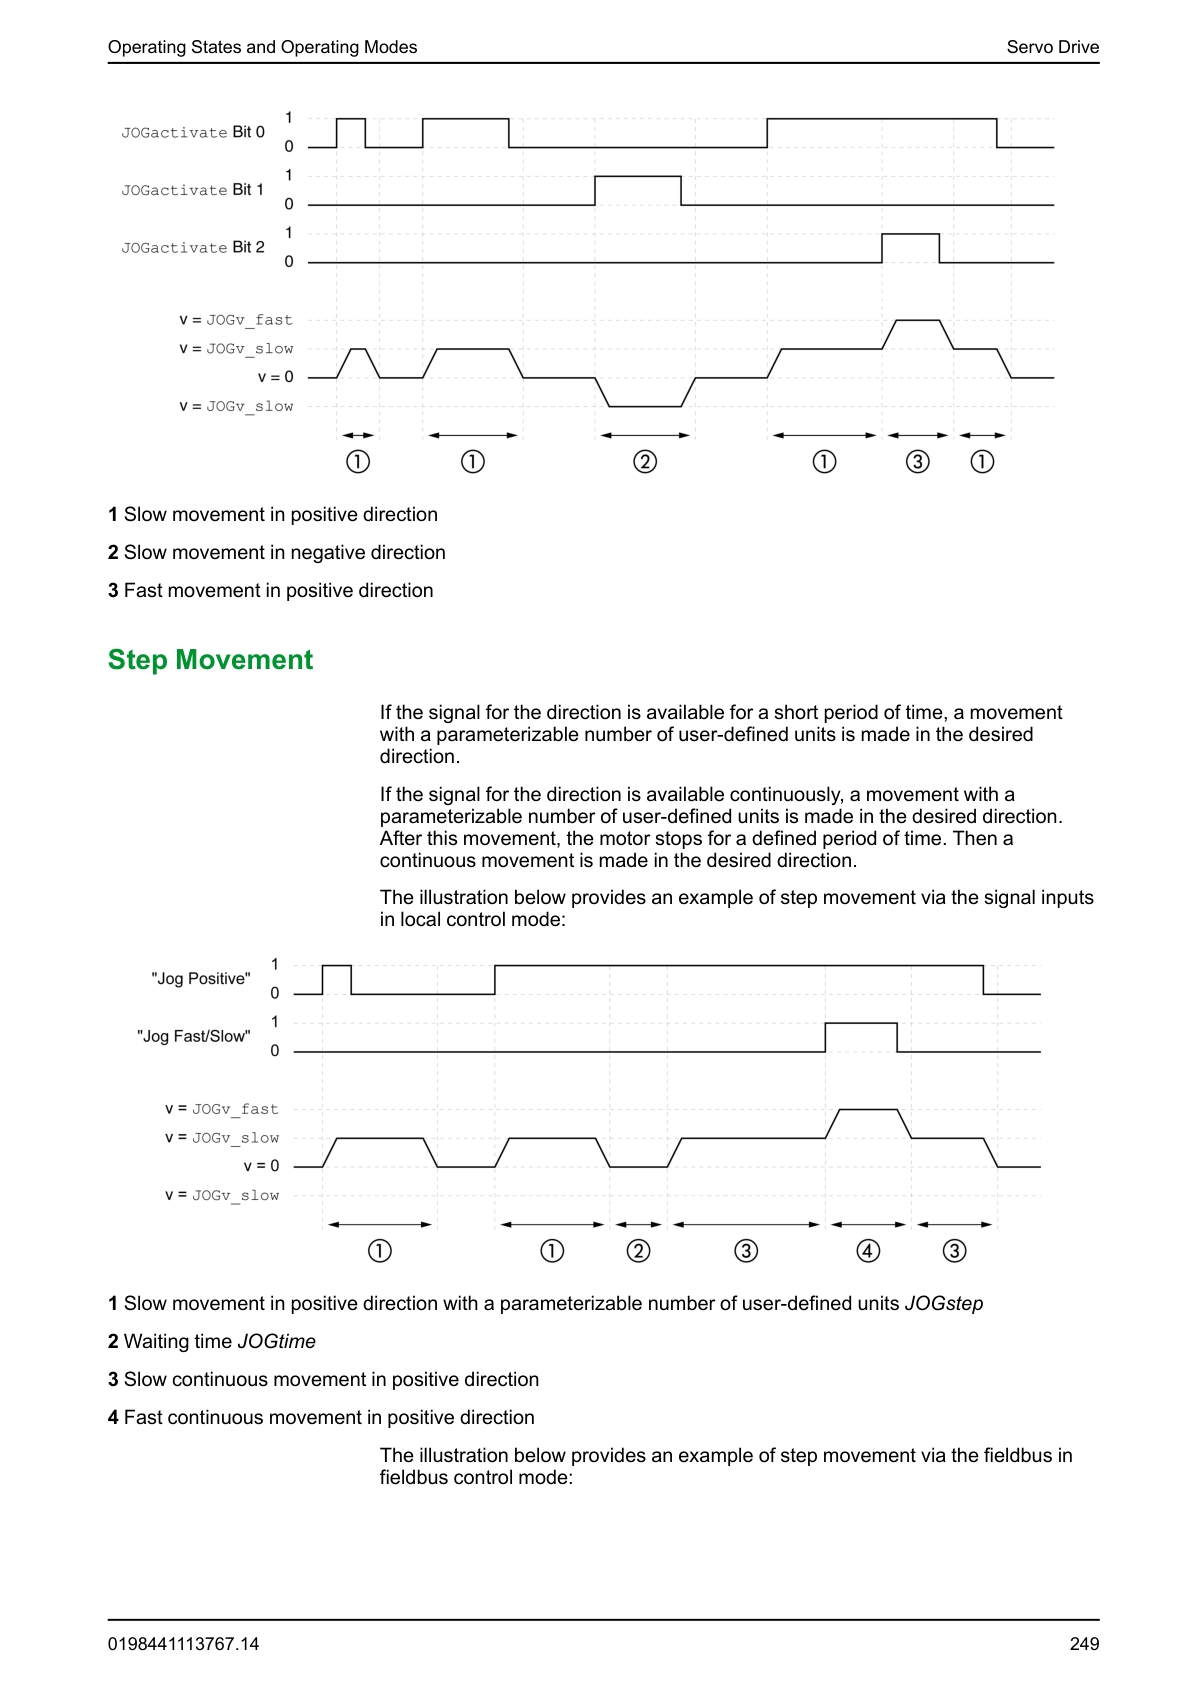 Operating States and Operating Modes
Servo Drive
JOGactivate Bit 0
1
0
JOGactivate Bit 1
1
0
JOGactivate Bit 2
1
0
v = JOGv_fast
v = JOGv_slow
v = 0
v = JOGv_slow
① ① ② ① ③ ①
1 Slow movement in positive direction
2 Slow movement in negative direction
3 Fast movement in positive direction
Step Movement
If the signal for the direction is available for a short period of time, a movement
with a parameterizable number of user-defined units is made in the desired
direction.
If the signal for the direction is available continuously, a movement with a
parameterizable number of user-defined units is made in the desired direction.
After this movement, the motor stops for a defined period of time. Then a
continuous movement is made in the desired direction.
The illustration below provides an example of step movement via the signal inputs
in local control mode:
"Jog Positive"
1
0
"Jog Fast/Slow"
1
0
v = JOGv_fast
v = JOGv_slow
v = 0
v = JOGv_slow
① ① ② ③ ④ ③
1 Slow movement in positive direction with a parameterizable number of user-defined units JOGstep
2 Waiting time JOGtime
3 Slow continuous movement in positive direction
4 Fast continuous movement in positive direction
The illustration below provides an example of step movement via the fieldbus in
fieldbus control mode:
0198441113767.14
249